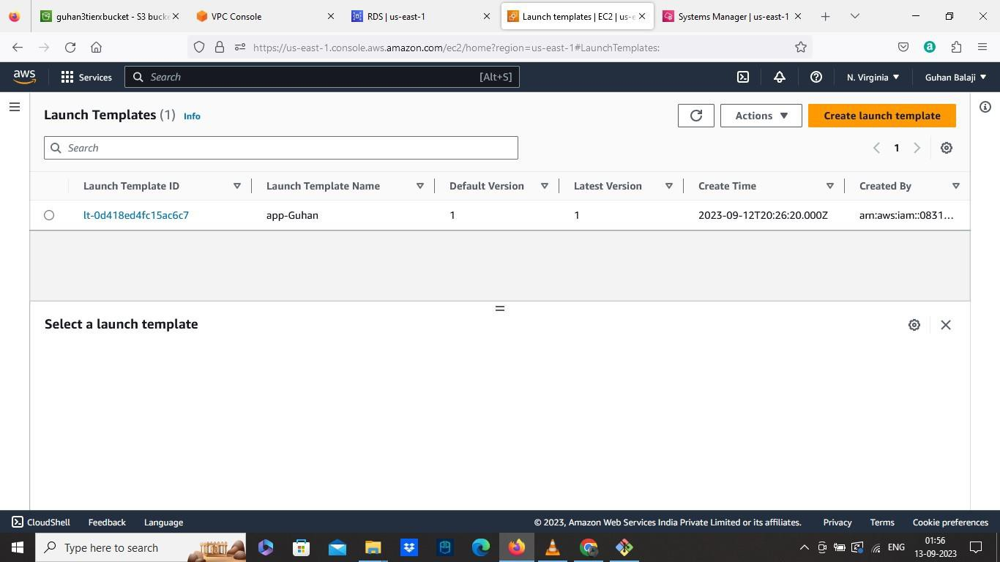 guhan3tierxbucket - S3 bucke
VPC Console
RDS | us-east-1
Launch templates | EC2 | us-e
Systems Manager | us-east-1
https://us-east-1.console.aws.amazon.com/ec2/home?region=us-east-1#LaunchTemplates:
aws
Services
Search
[Alt+S]
N. Virginia
Guhan Balaji
Launch Templates (1) Info
Actions
Create launch template
Search
1
Launch Template ID
Launch Template Name
Default Version
Latest Version
Create Time
Created By
lt-0d418ed4fc15ac6c7
app-Guhan
1
1
2023-09-12T20:26:20.000Z
arn:aws:iam::0831...
Select a launch template
CloudShell
Feedback
Language
© 2023, Amazon Web Services India Private Limited or its affiliates.
Privacy
Terms
Cookie preferences
Type here to search
ENG
01:56
13-09-2023